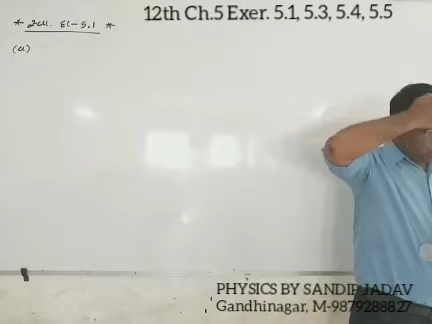 12th Ch.5 Exer. 5.1, 5.3, 5.4, 5.5
(a)
PHYSICS BY SANDIP JADAV
Gandhinagar, M-9879288827